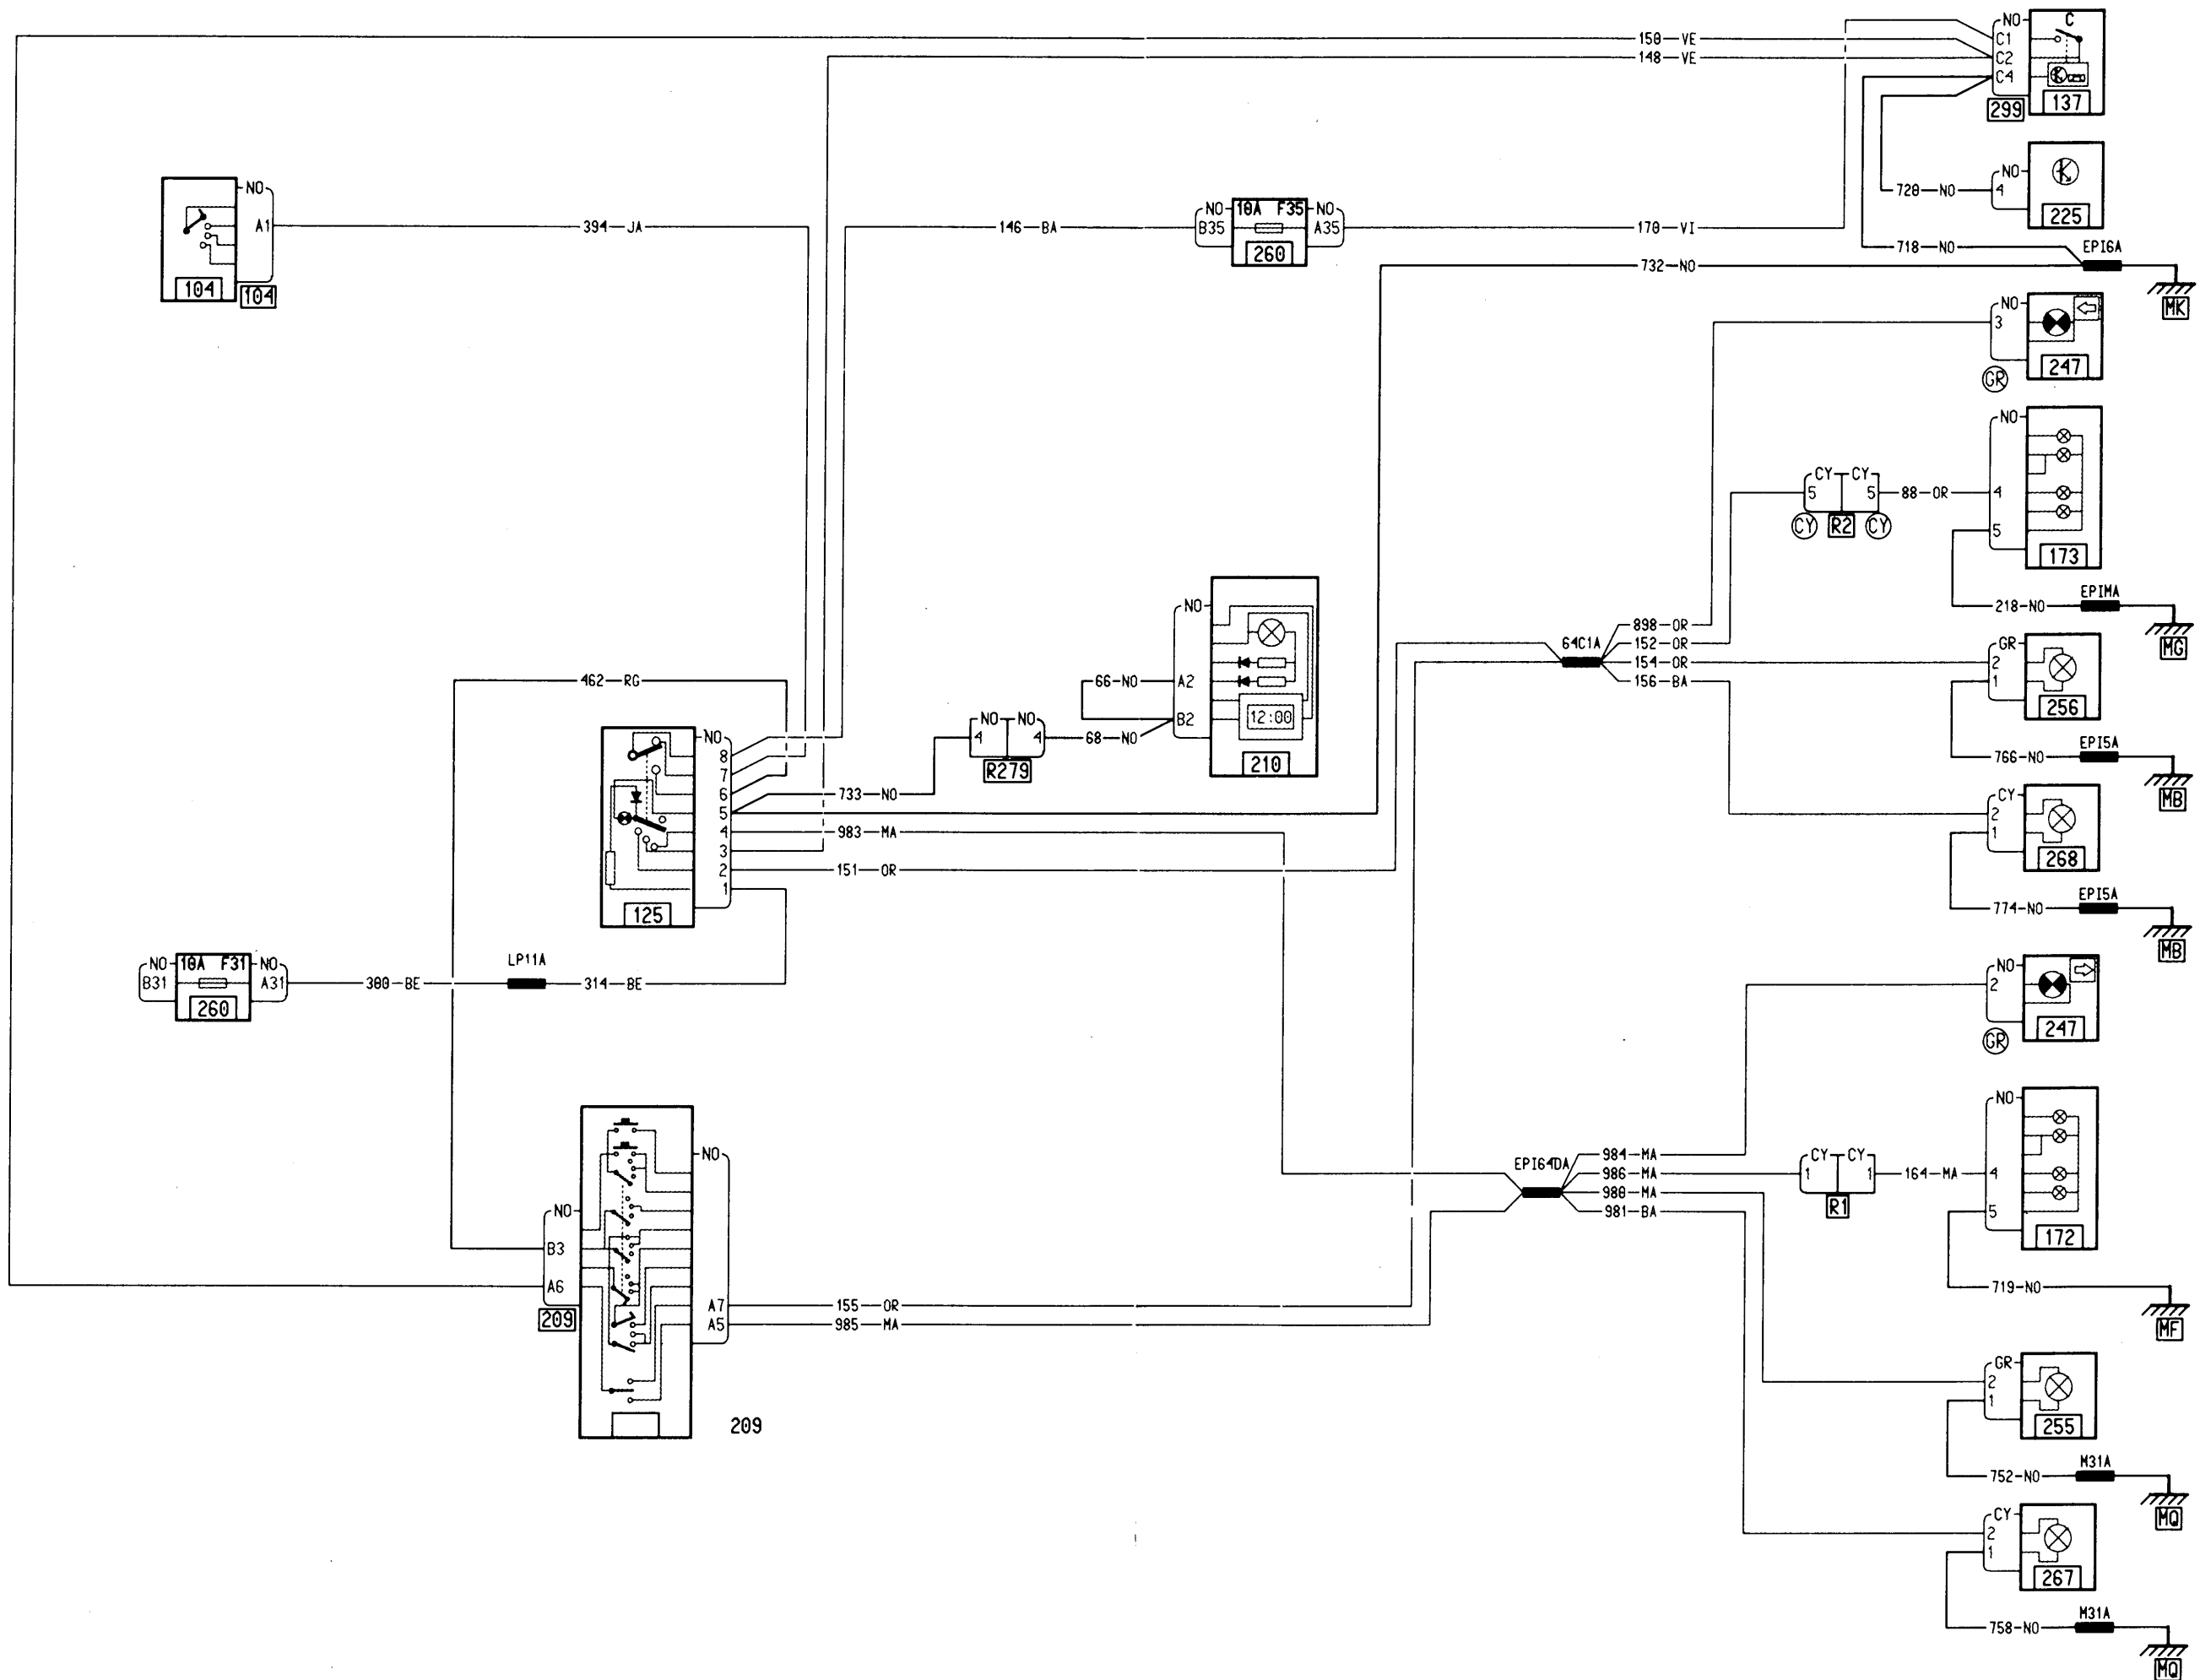 NO C
C1
C2
C4
137
299
150 VE
148 VE
NO
4
225
720 NO
718 NO
EPI6A
MK
732 NO
NO
A1
104
104
394 JA
146 BA
NO 10A F35 NO
B35 A35
260
170 VI
NO
3
247
GR
NO
4
5
173
CY CY
5 5
CY R2 CY
88 OR
218 NO
EPIMA
MG
64C1A
898 OR
152 OR
154 OR
156 BA
GR
2
1
256
766 NO
EPI5A
MB
CY
2
1
268
774 NO
EPI5A
MB
NO
A2
B2
12:00
210
66 NO
68 NO
NO NO
4 4
R279
462 RG
NO
8
7
6
5
4
3
2
1
125
733 NO
983 MA
151 OR
NO 10A F31 NO
B31 A31
260
300 BE
LP11A
314 BE
NO
2
247
GR
EPI64DA
984 MA
986 MA
980 MA
981 BA
CY CY
1 1
R1
164 MA
NO
4
5
172
719 NO
MF
NO
B3
A6
209
NO
A7
A5
155 OR
985 MA
209
GR
2
1
255
752 NO
M31A
MQ
CY
2
1
267
758 NO
M31A
MQ